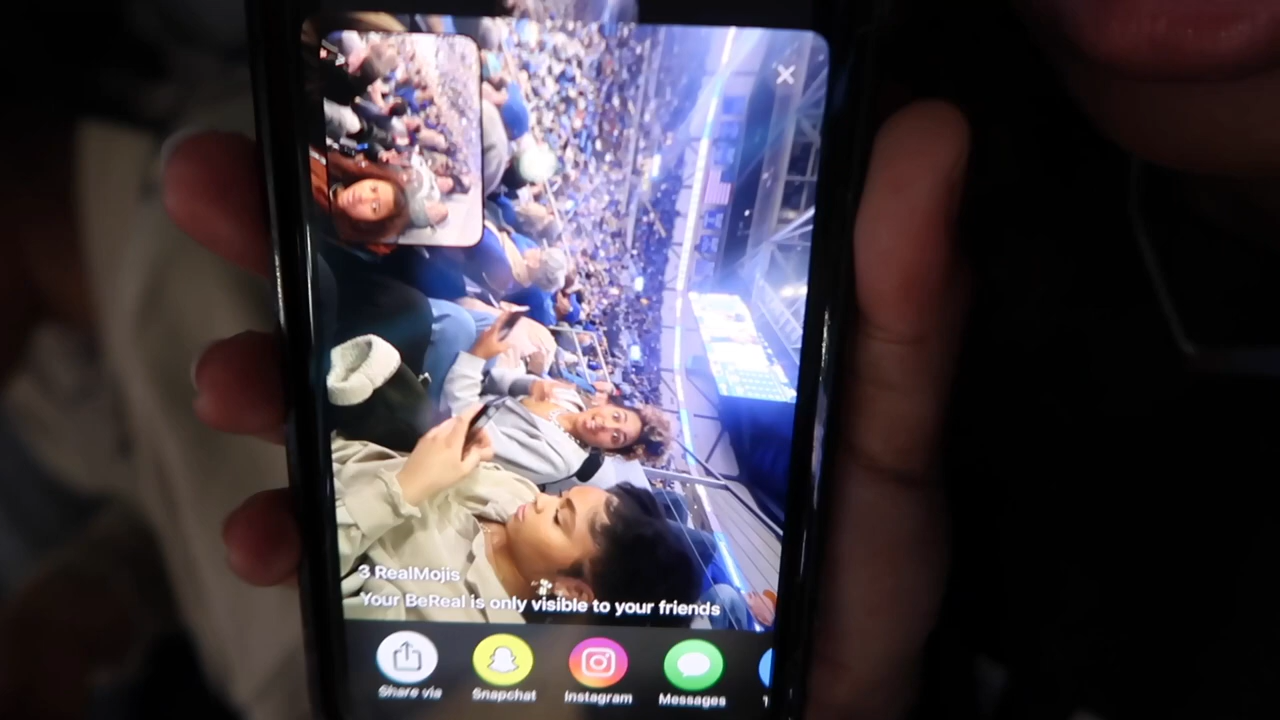 3 RealMojis
Your BeReal is only visible to your friends
Share via
Snapchat
Instagram
Messages